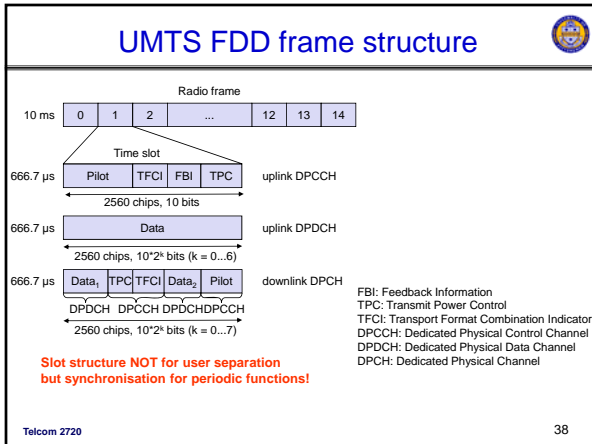 UMTS FDD frame structure
Radio frame
10 ms 0 1 2 ... 12 13 14
Time slot
666.7 µs Pilot TFCI FBI TPC uplink DPCCH
2560 chips, 10 bits
666.7 µs Data uplink DPDCH
2560 chips, 10*2ᵏ bits (k = 0...6)
666.7 µs Data₁ TPC TFCI Data₂ Pilot downlink DPCH
DPDCH DPCCH DPDCH DPCCH
2560 chips, 10*2ᵏ bits (k = 0...7)
FBI: Feedback Information
TPC: Transmit Power Control
TFCI: Transport Format Combination Indicator
DPCCH: Dedicated Physical Control Channel
DPDCH: Dedicated Physical Data Channel
DPCH: Dedicated Physical Channel
Slot structure NOT for user separation
but synchronisation for periodic functions!
Telcom 2720 38